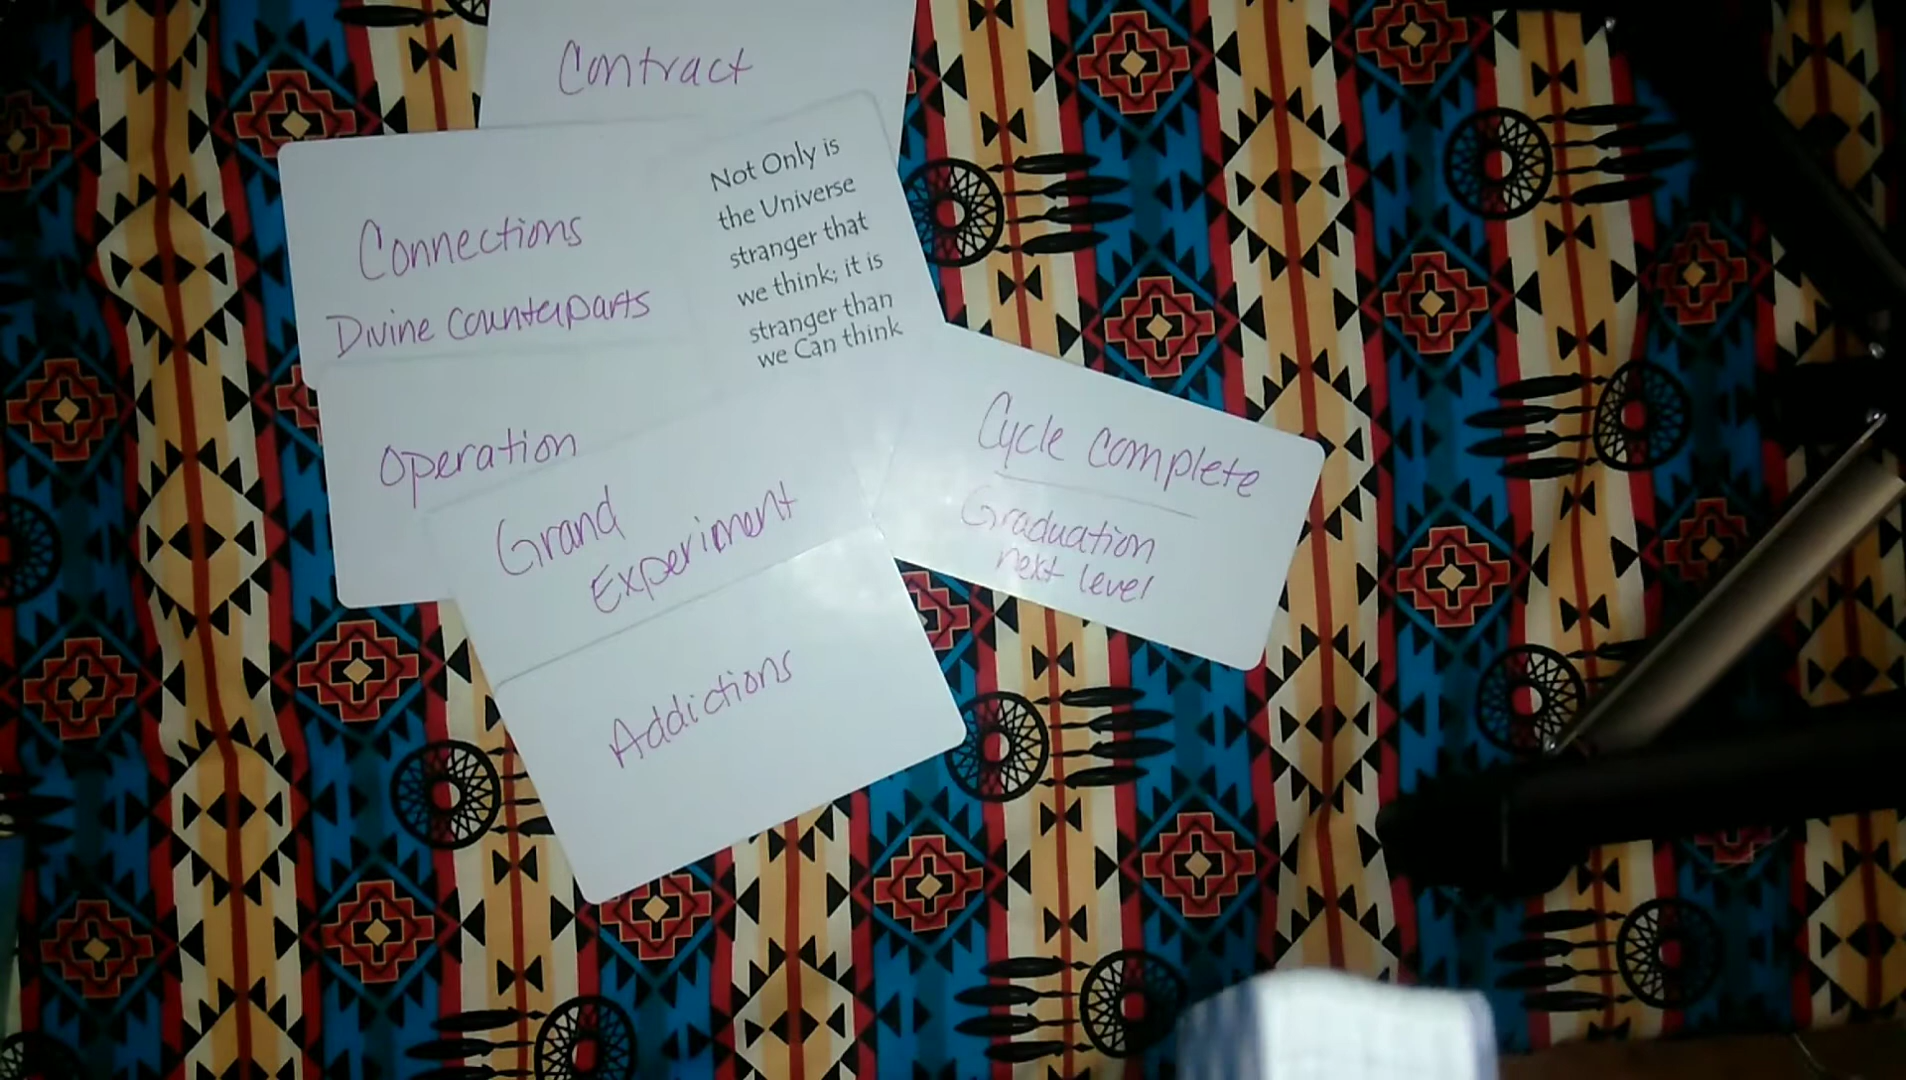 Contract
Connections
Divine Counterparts
Not Only is
the Universe
stranger that
we think; it is
stranger than
we Can think
Operation
Grand
Experiment
Addictions
Cycle Complete
Graduation
next level